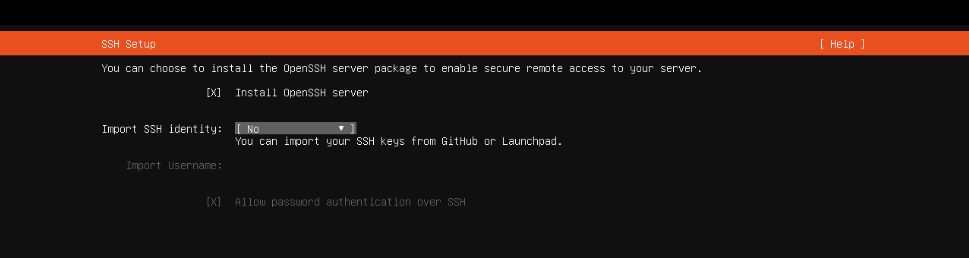 SSH Setup [ Help ]
You can choose to install the OpenSSH server package to enable secure remote access to your server.
[X] Install OpenSSH server
Import SSH identity: [ No ▼ ]
You can import your SSH keys from GitHub or Launchpad.
Import Username:
[X] Allow password authentication over SSH